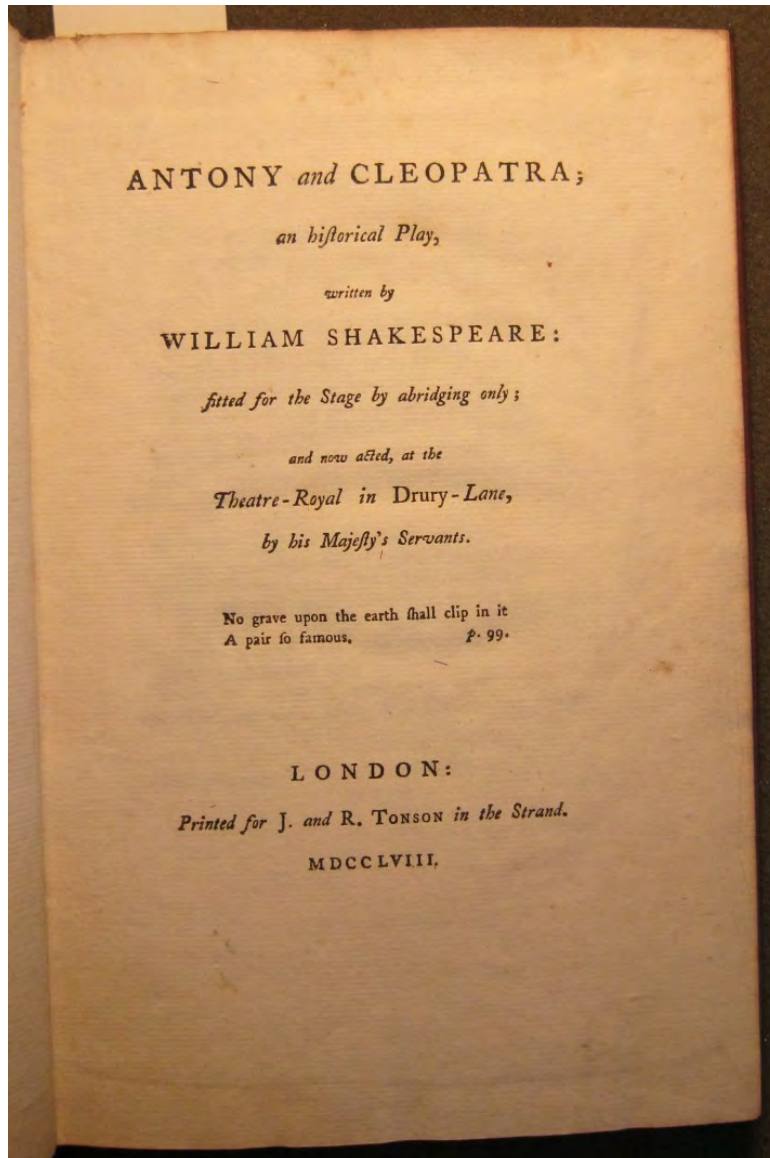 ANTONY and CLEOPATRA;
an hiſtorical Play,
written by
WILLIAM SHAKESPEARE:
fitted for the Stage by abridging only;
and now acted, at the
Theatre-Royal in Drury-Lane,
by his Majeſty's Servants.
No grave upon the earth ſhall clip in it
A pair ſo famous. p. 99.
LONDON:
Printed for J. and R. TONSON in the Strand.
MDCCLVIII.